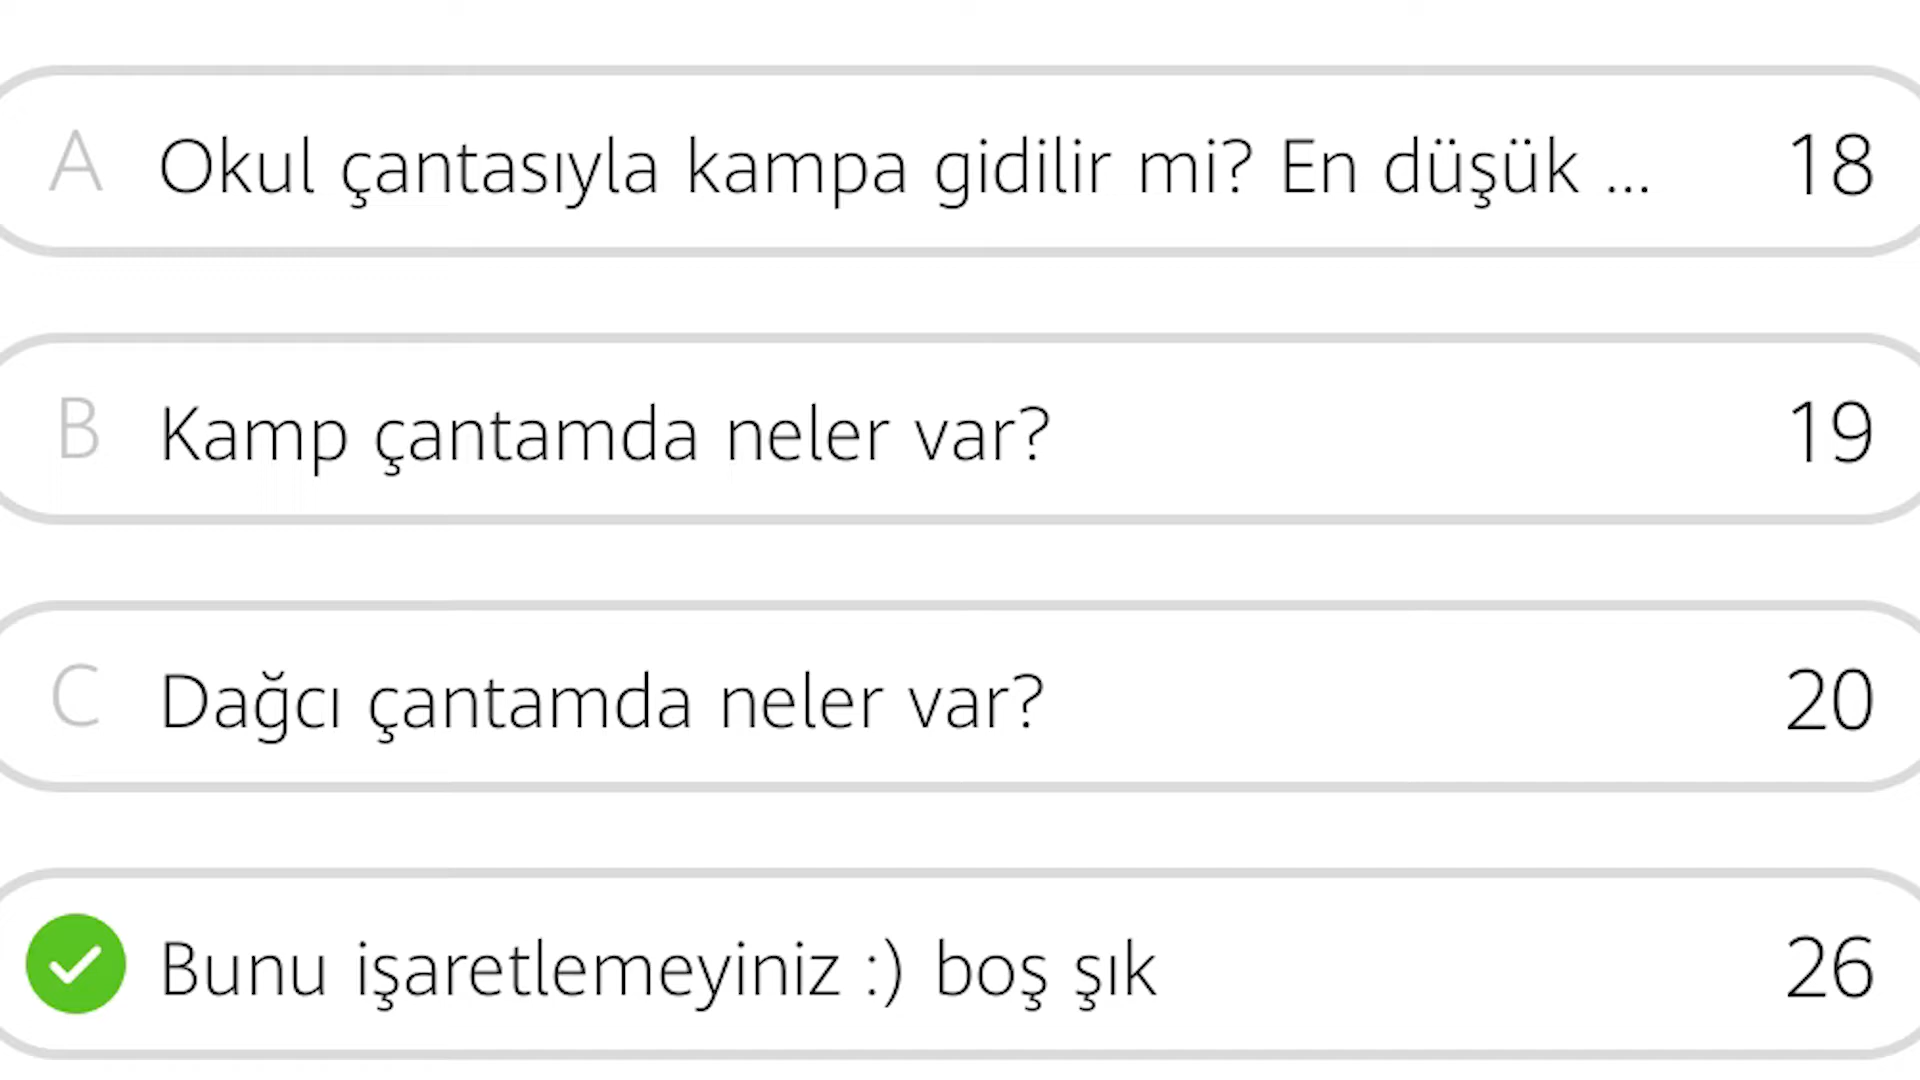 A Okul çantasıyla kampa gidilir mi? En düşük ... 18
B Kamp çantamda neler var? 19
C Dağcı çantamda neler var? 20
Bunu işaretlemeyiniz :) boş şık 26